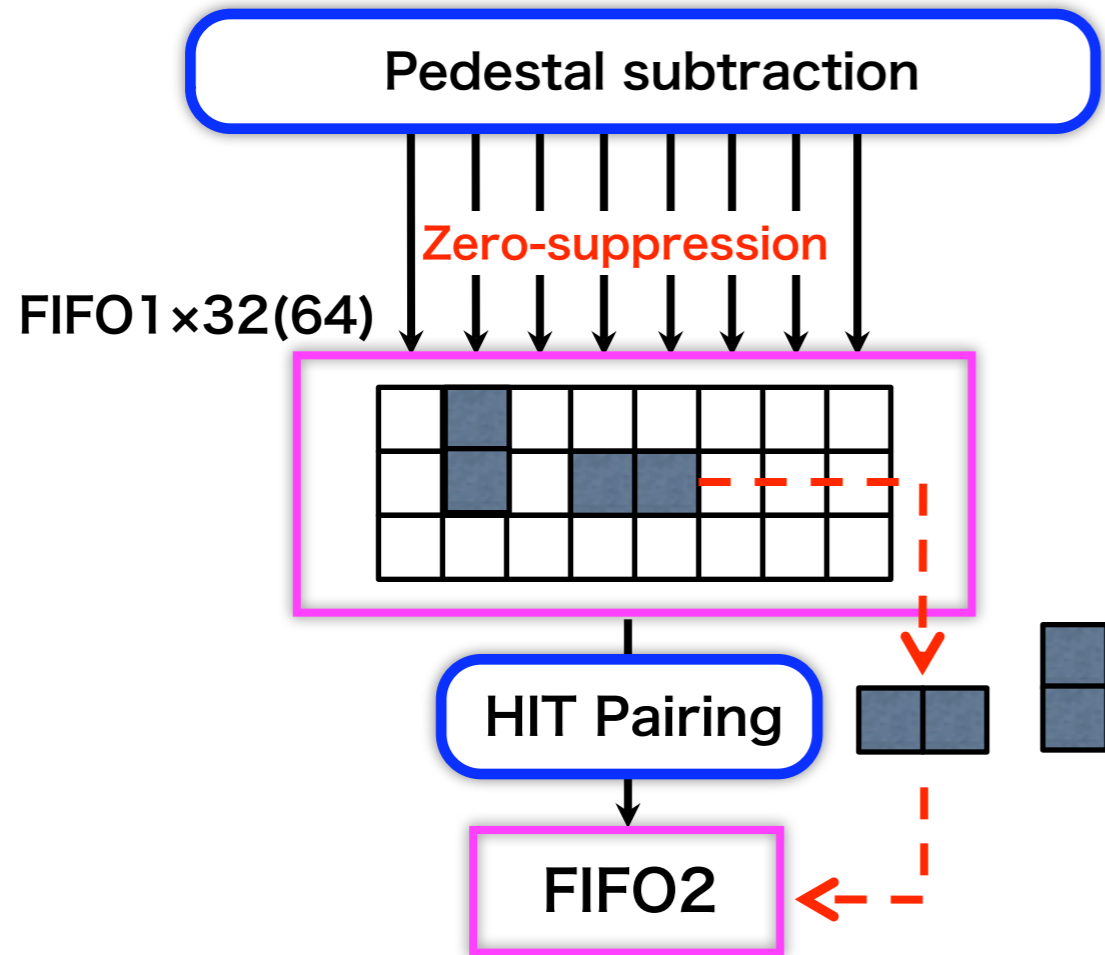 Pedestal subtraction
Zero-suppression
FIFO1×32(64)
HIT Pairing
FIFO2